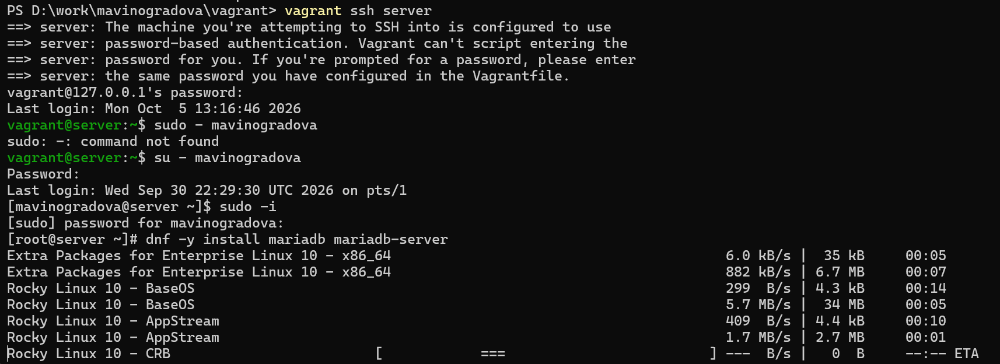 PS D:\work\mavinogradova\vagrant> vagrant ssh server
==> server: The machine you're attempting to SSH into is configured to use
==> server: password-based authentication. Vagrant can't script entering the
==> server: password for you. If you're prompted for a password, please enter
==> server: the same password you have configured in the Vagrantfile.
vagrant@127.0.0.1's password:
Last login: Mon Oct  5 13:16:46 2026
vagrant@server:~$ sudo - mavinogradova
sudo: -: command not found
vagrant@server:~$ su - mavinogradova
Password:
Last login: Wed Sep 30 22:29:30 UTC 2026 on pts/1
[mavinogradova@server ~]$ sudo -i
[sudo] password for mavinogradova:
[root@server ~]# dnf -y install mariadb mariadb-server
Extra Packages for Enterprise Linux 10 - x86_64                                         6.0 kB/s |  35 kB     00:05
Extra Packages for Enterprise Linux 10 - x86_64                                         882 kB/s | 6.7 MB     00:07
Rocky Linux 10 - BaseOS                                                                 299  B/s | 4.3 kB     00:14
Rocky Linux 10 - BaseOS                                                                 5.7 MB/s |  34 MB     00:05
Rocky Linux 10 - AppStream                                                              409  B/s | 4.4 kB     00:10
Rocky Linux 10 - AppStream                                                              1.7 MB/s | 2.7 MB     00:01
Rocky Linux 10 - CRB                         [            ===                         ] ---  B/s |   0  B     --:-- ETA